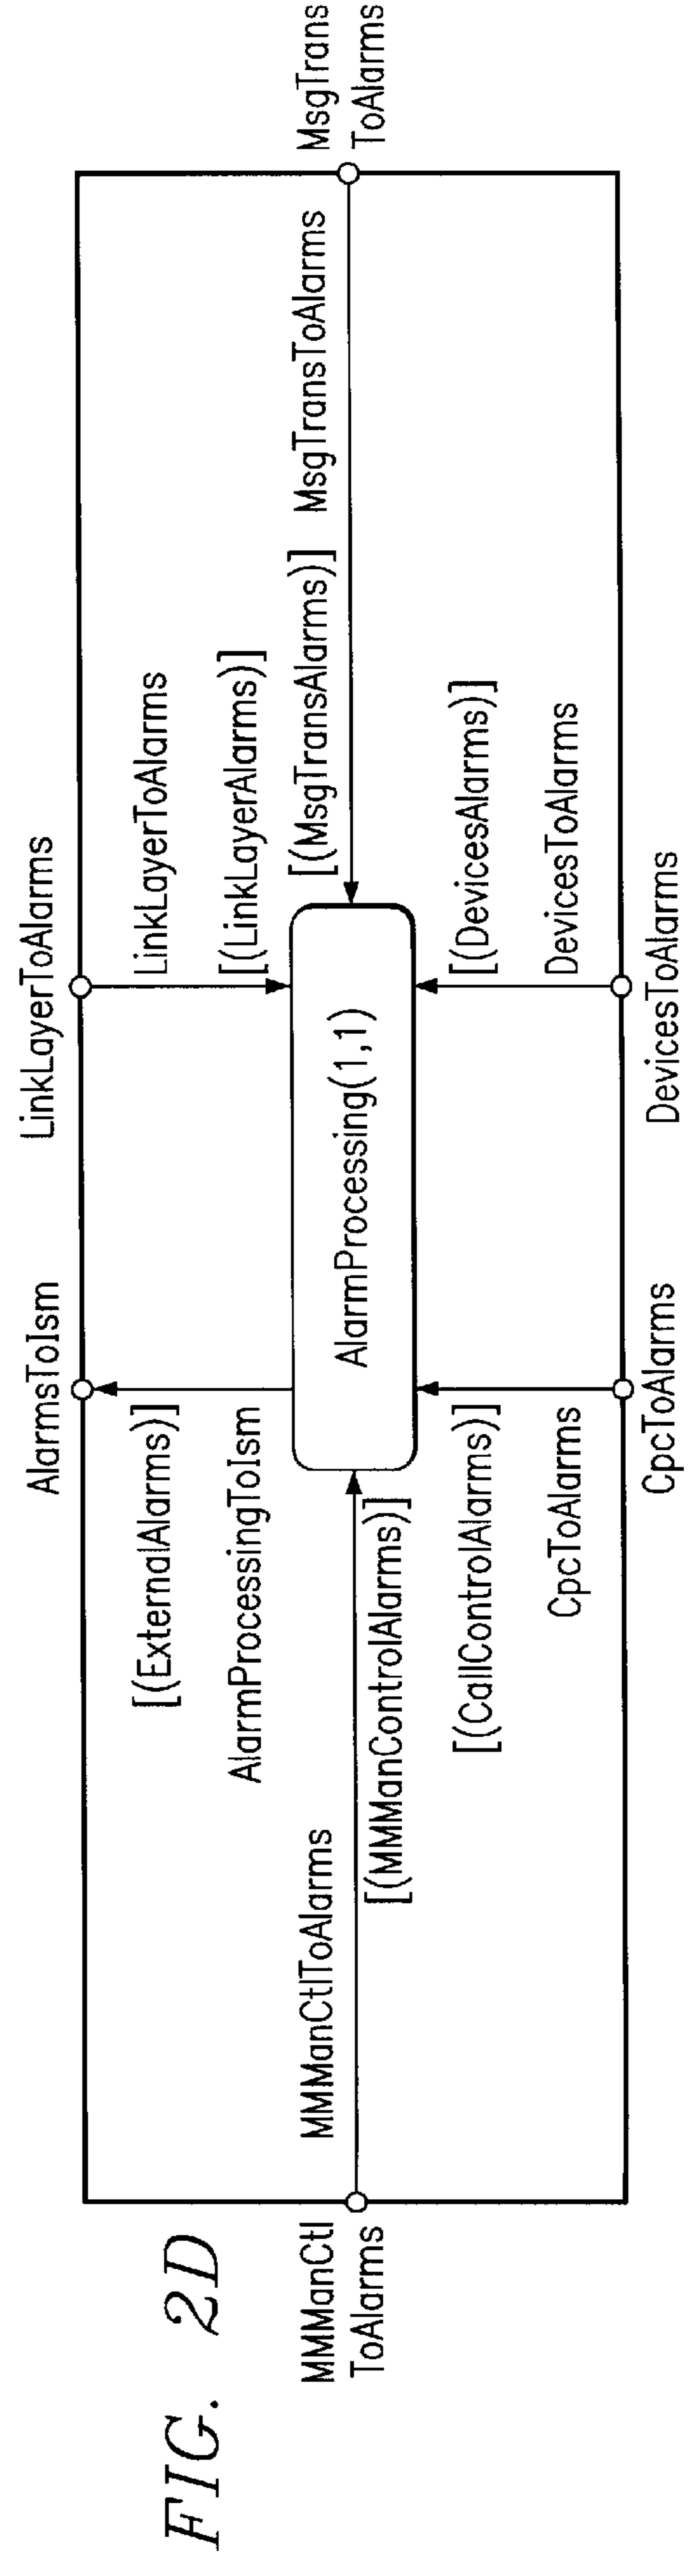 AlarmsToIsm
LinkLayerToAlarms
[(ExternalAlarms)]
LinkLayerToAlarms
AlarmProcessingToIsm
[(LinkLayerAlarms)]
MMManCtl
ToAlarms
MMManCtlToAlarms
[(MMManControlAlarms)]
AlarmProcessing(1,1)
[(MsgTransAlarms)]
MsgTransToAlarms
MsgTrans
ToAlarms
[(CallControlAlarms)]
[(DevicesAlarms)]
CpcToAlarms
DevicesToAlarms
CpcToAlarms
DevicesToAlarms
FIG. 2D